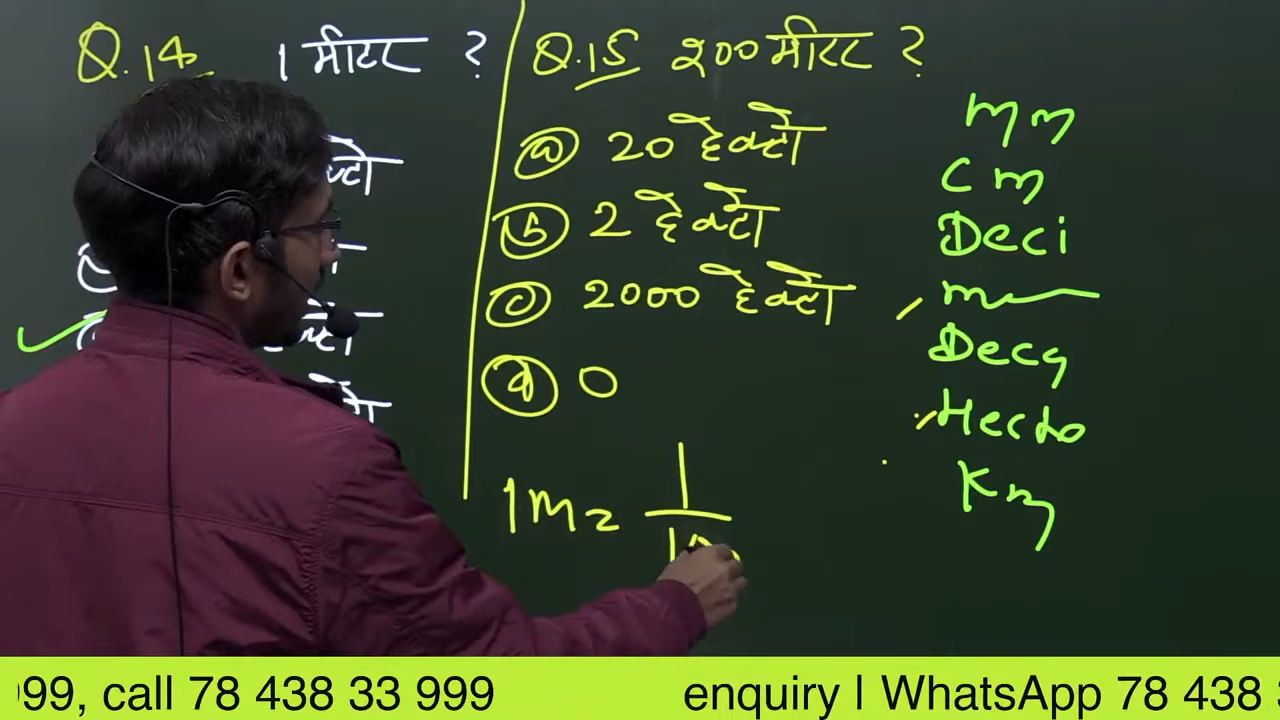 Q.14 1 मीटर ?
Q.15 200 मीटर ?
(a) 20 हेक्टो
(b) 2 हेक्टो
(c) 2000 हेक्टो
(d) 0
1m = 1/100
mm
cm
Deci
m
Deca
Hecto
Km
99, call 78 438 33 999 enquiry I WhatsApp 78 438